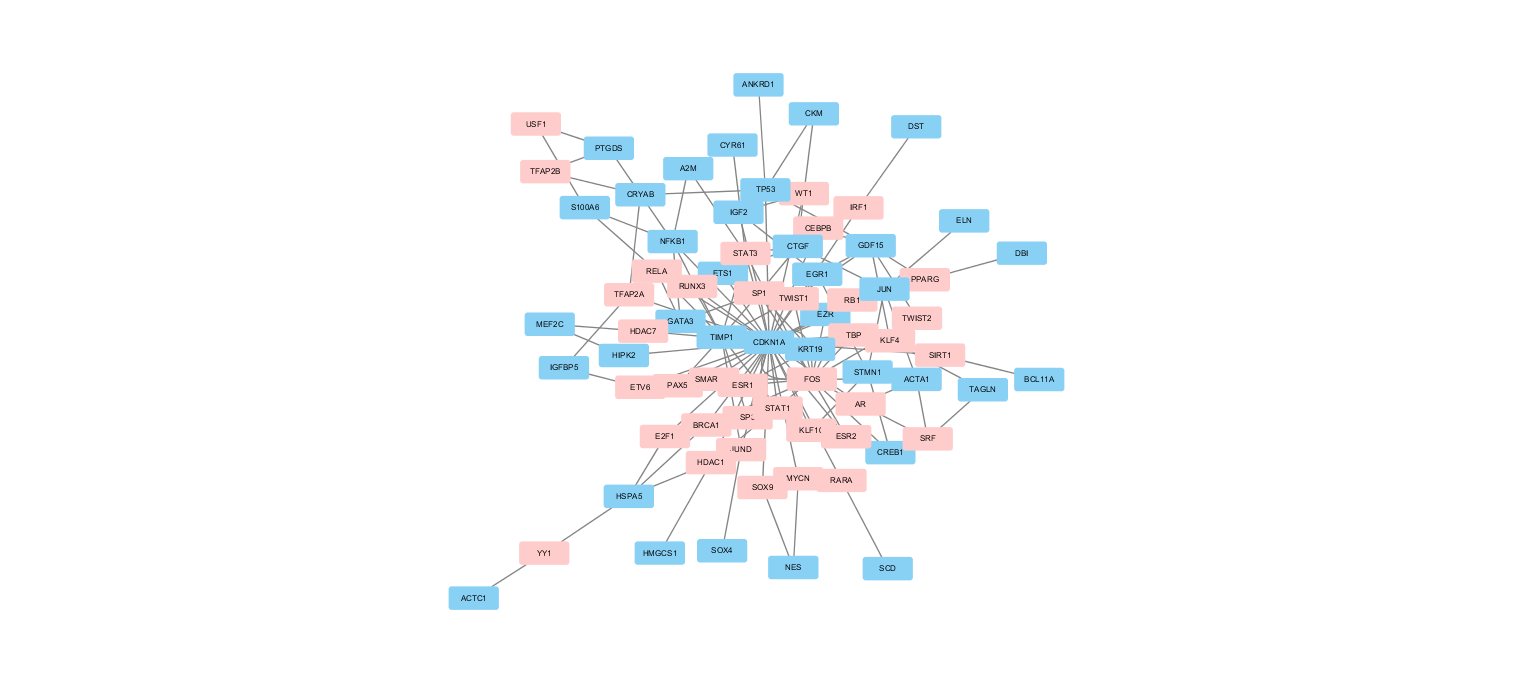 ANKRD1
CKM
USF1
DST
CYR61
PTGDS
A2M
TFAP2B
TP53
WT1
CRYAB
S100A6
IRF1
IGF2
ELN
CEBPB
NFKB1
CTGF
GDF15
STAT3
DBI
RELA
ETS1
EGR1
PPARG
RUNX3
JUN
TFAP2A
SP1
TWIST1
RB1
EZR
TWIST2
MEF2C
GATA3
HDAC7
TIMP1
TBP
CDKN1A
KLF4
KRT19
HIPK2
SIRT1
IGFBP5
STMN1
ETV6
PAX5
SMAR
ESR1
FOS
ACTA1
BCL11A
TAGLN
AR
STAT1
BRCA1
KLF10
E2F1
ESR2
SRF
JUND
CREB1
HDAC1
SOX9
MYCN
RARA
HSPA5
YY1
HMGCS1
SOX4
NES
SCD
ACTC1